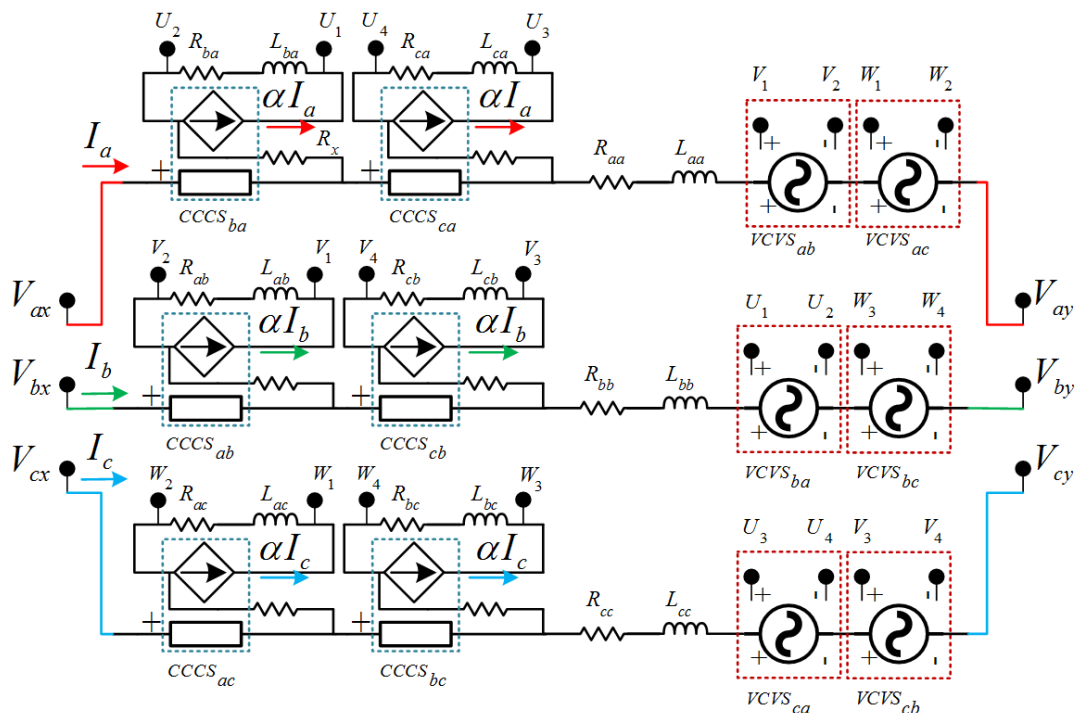 U2 U1 U4 U3
Rba Lba Rca Lca
V1 V2 W1 W2
αIa αIa
Ia Rx
+ +
Raa Laa
+ - + -
+ - + -
CCCSba CCCSca
VCVSab VCVSac
V2 V1 V4 V3
Rab Lab Rcb Lcb
Vax Vay
αIb αIb
U1 U2 W3 W4
Vbx Ib
+ +
Rbb Lbb
+ - + -
+ - + -
Vby
CCCSab CCCScb
VCVSba VCVSbc
Vcx Ic Vcy
W2 W1 W4 W3
Rac Lac Rbc Lbc
αIc αIc
U3 U4 V3 V4
+ +
Rcc Lcc
+ - + -
+ - + -
CCCSac CCCSbc
VCVSca VCVScb